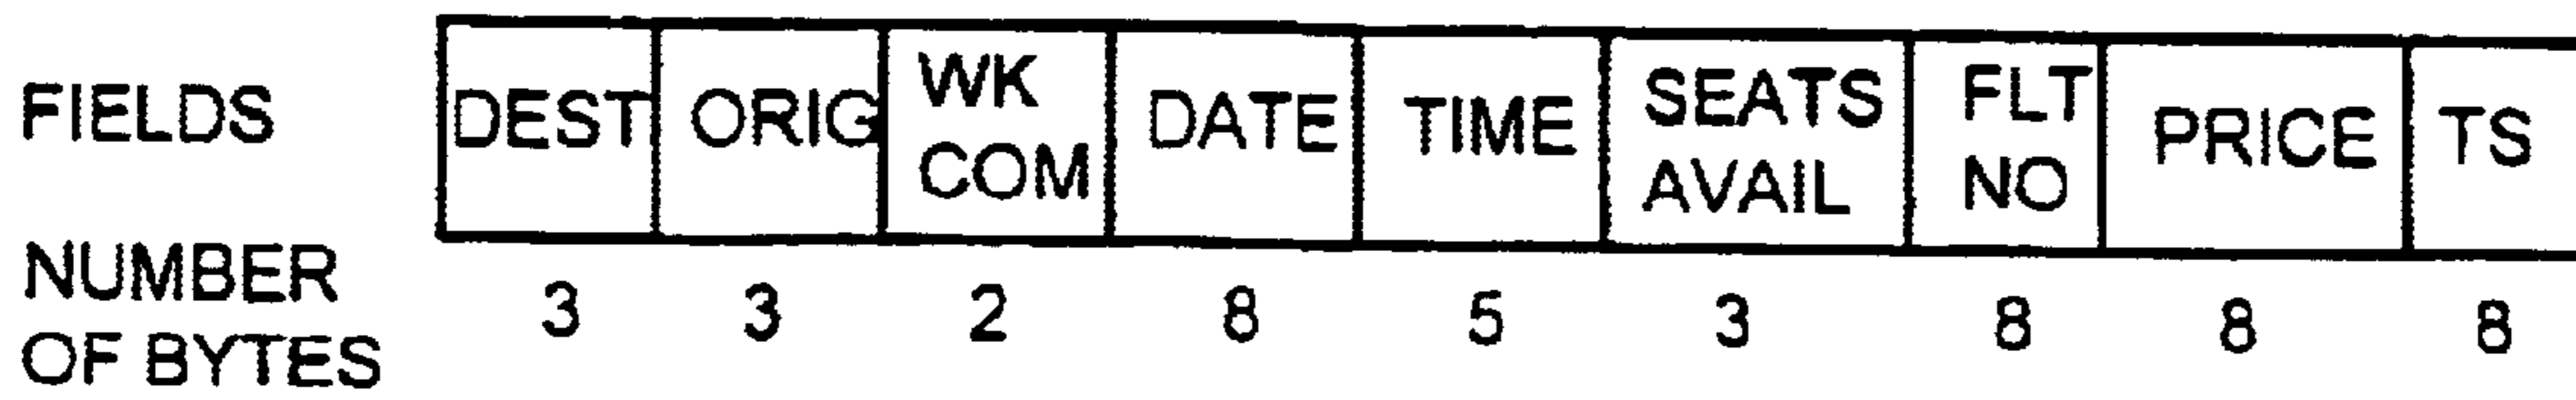 FIELDS DEST ORIG WK COM DATE TIME SEATS AVAIL FLT NO PRICE TS
NUMBER OF BYTES 3 3 2 8 5 3 8 8 8